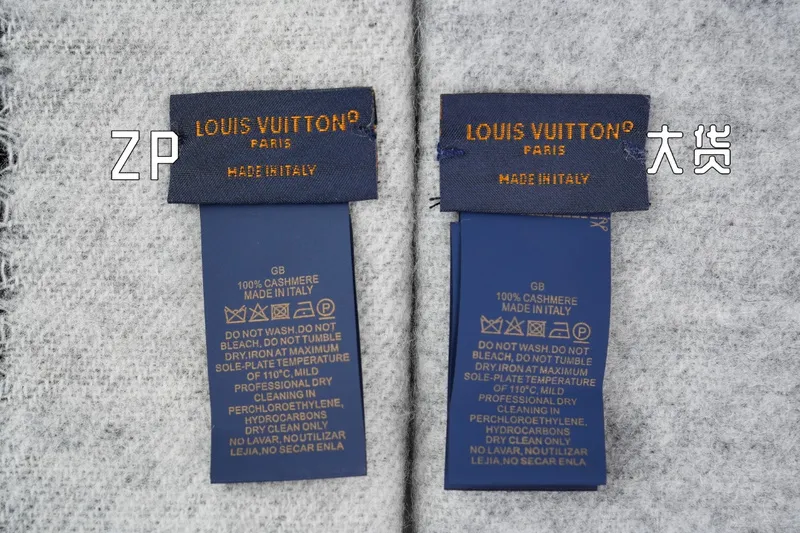 ZP
LOUIS VUITTON®
PARIS
MADE IN ITALY
GB
100% CASHMERE
MADE IN ITALY
P
DO NOT WASH.DO NOT
BLEACH, DO NOT TUMBLE
DRY.IRON AT MAXIMUM
SOLE-PLATE TEMPERATURE
OF 110°C, MILD
PROFESSIONAL DRY
CLEANING IN
PERCHLOROETHYLENE,
HYDROCARBONS
DRY CLEAN ONLY
NO LAVAR, NO UTILIZAR
LEJIA,NO SECAR ENLA
大货
LOUIS VUITTON®
PARIS
MADE IN ITALY
GB
100% CASHMERE
MADE IN ITALY
P
DO NOT WASH.DO NOT
BLEACH, DO NOT TUMBLE
DRY.IRON AT MAXIMUM
SOLE-PLATE TEMPERATURE
OF 110°C, MILD
PROFESSIONAL DRY
CLEANING IN
PERCHLOROETHYLENE,
HYDROCARBONS
DRY CLEAN ONLY
NO LAVAR, NO UTILIZAR
LEJIA,NO SECAR ENLA